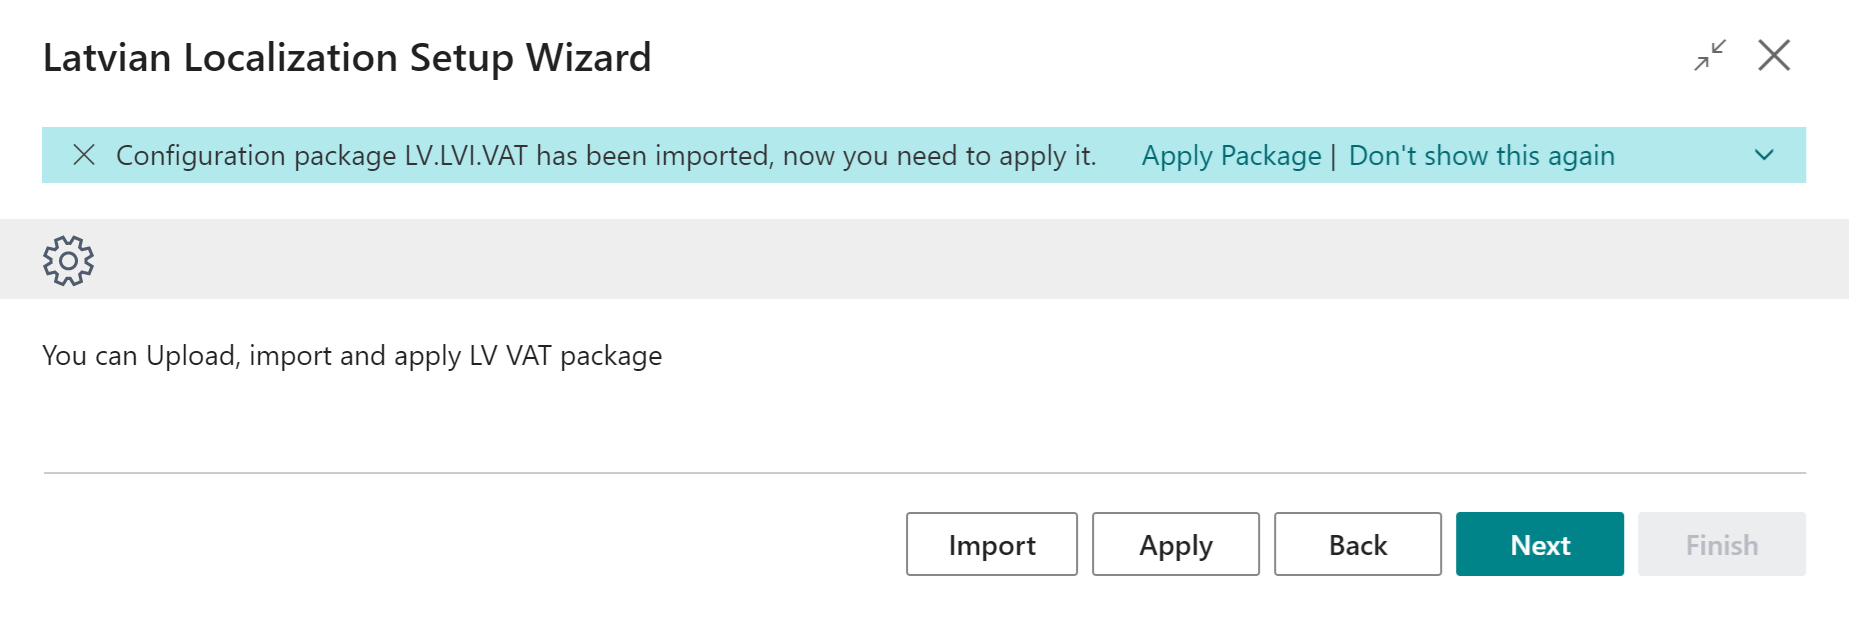 Latvian Localization Setup Wizard
Configuration package LV.LVI.VAT has been imported, now you need to apply it. Apply Package | Don't show this again
You can Upload, import and apply LV VAT package
Import Apply Back Next Finish